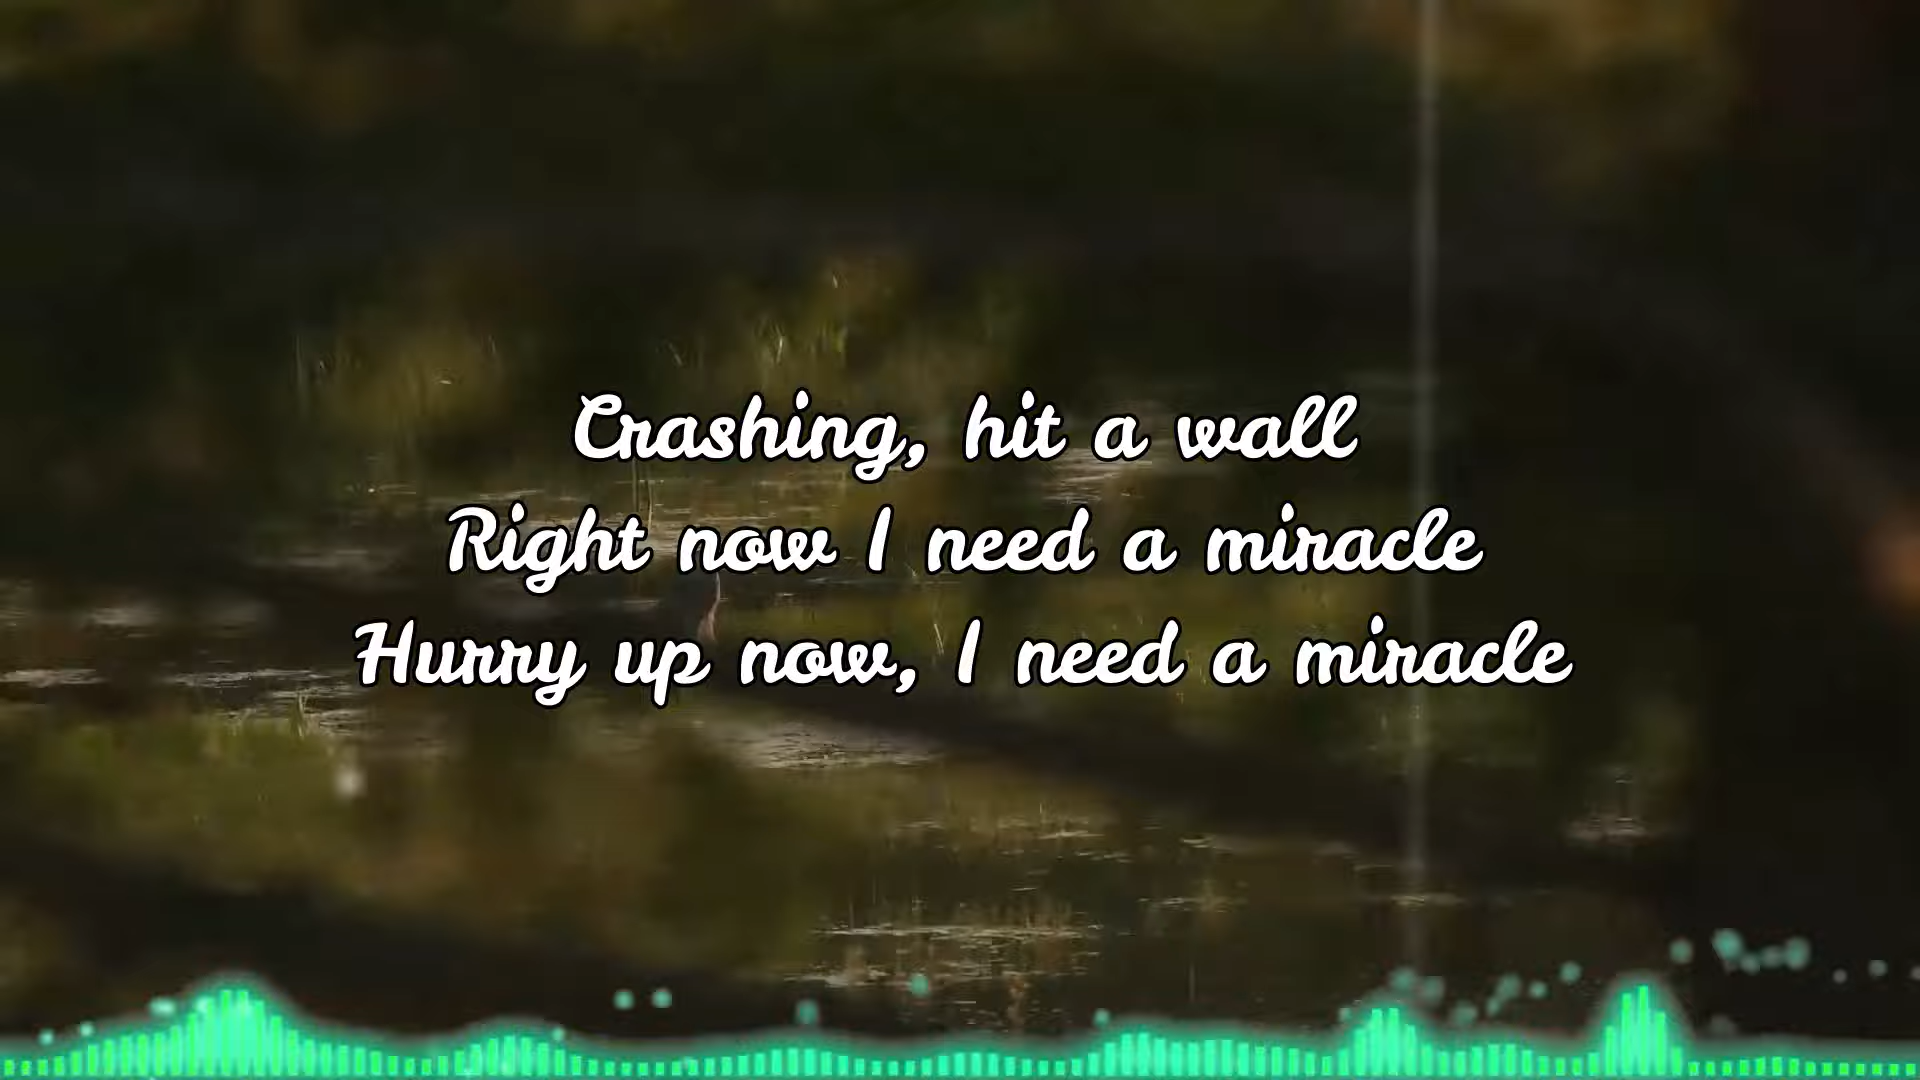 Crashing, hit a wall
Right now I need a miracle
Hurry up now, I need a miracle